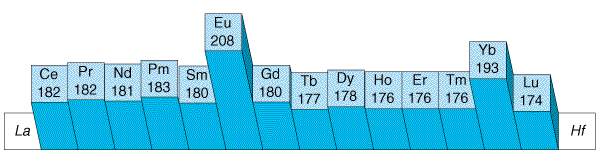 La
Ce
182
Pr
182
Nd
181
Pm
183
Sm
180
Eu
208
Gd
180
Tb
177
Dy
178
Ho
176
Er
176
Tm
176
Yb
193
Lu
174
Hf